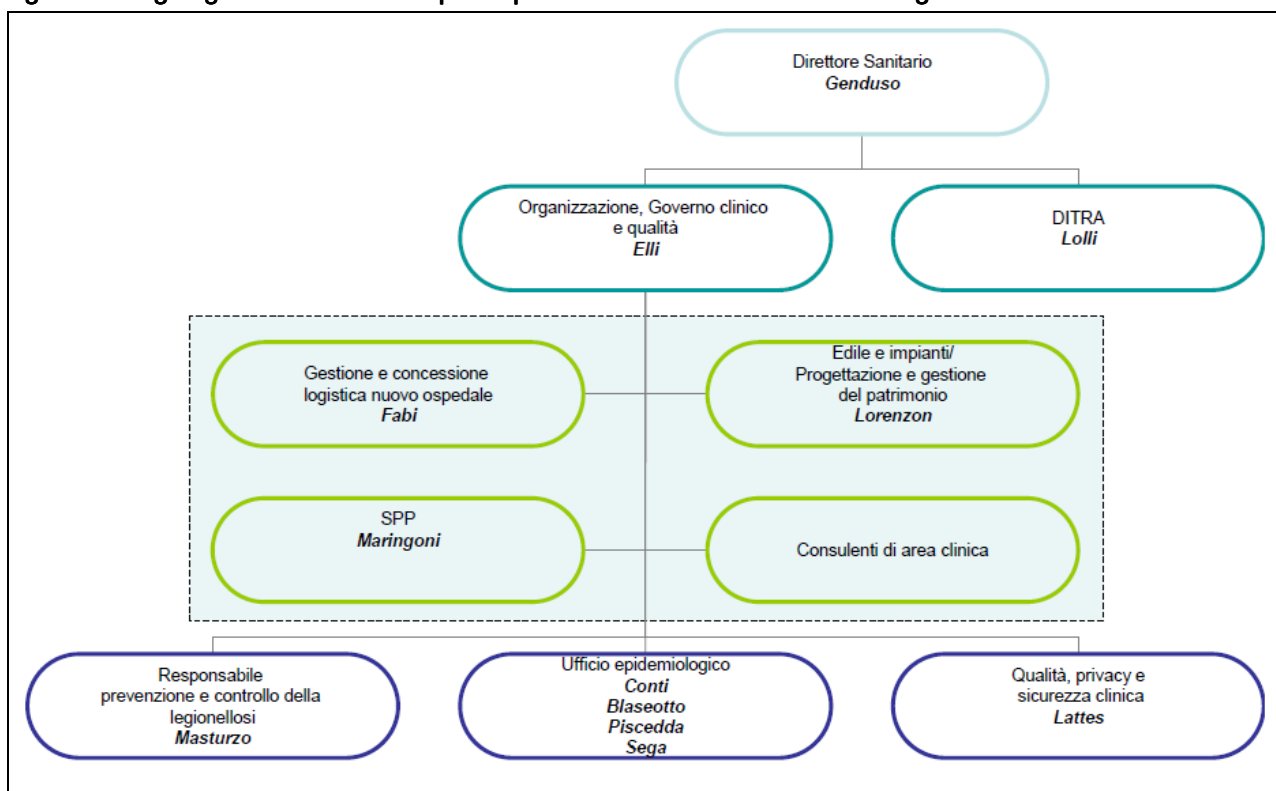 Direttore Sanitario
Genduso
Organizzazione, Governo clinico
e qualità
Elli
DITRA
Lolli
Gestione e concessione
logistica nuovo ospedale
Fabi
Edile e impianti/
Progettazione e gestione
del patrimonio
Lorenzon
SPP
Maringoni
Consulenti di area clinica
Responsabile
prevenzione e controllo della
legionellosi
Masturzo
Ufficio epidemiologico
Conti
Blaseotto
Piscedda
Sega
Qualità, privacy e
sicurezza clinica
Lattes